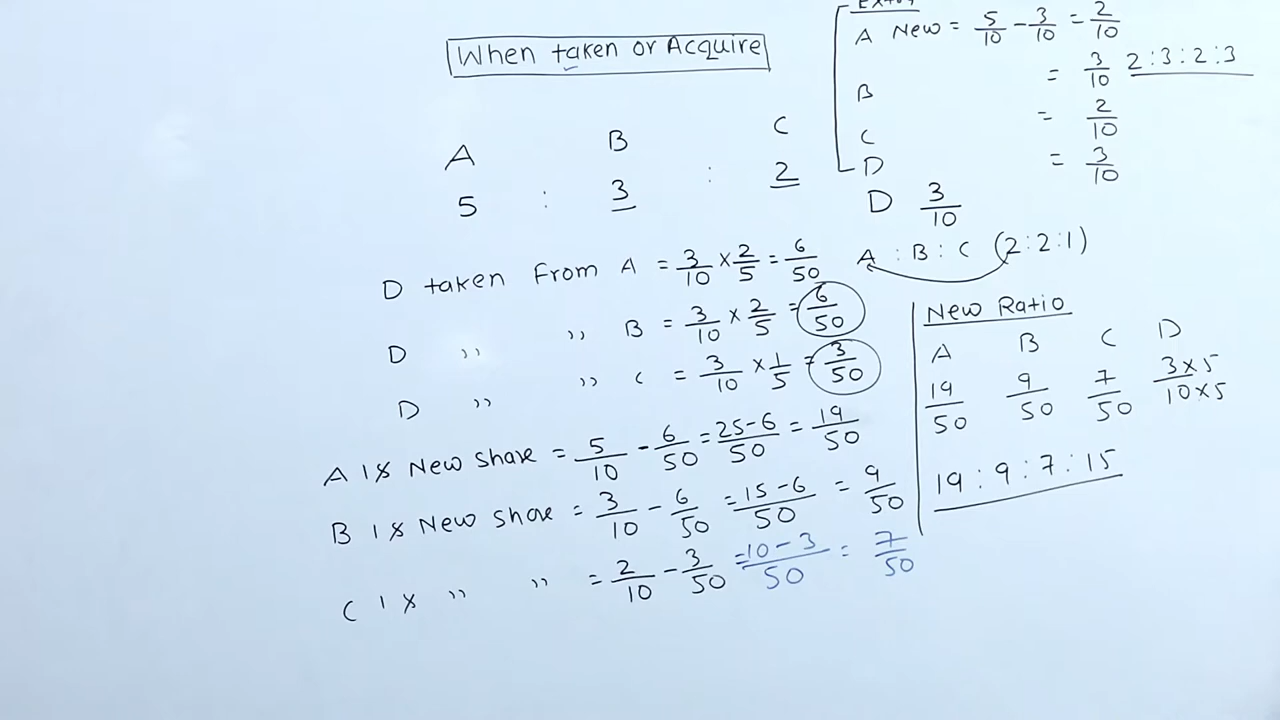 When taken or Acquire
A B C
5 : 3 : 2
Extra
A New = 5/10 - 3/10 = 2/10
B = 3/10 2:3:2:3
C = 2/10
D = 3/10
D 3/10
A : B : C (2:2:1)
D taken From A = 3/10 × 2/5 = 6/50
D ,, ,, B = 3/10 × 2/5 = 6/50
D ,, ,, C = 3/10 × 1/5 = 3/50
A's New Share = 5/10 - 6/50 = 25-6/50 = 19/50
B's New Share = 3/10 - 6/50 = 15-6/50 = 9/50
C's ,, ,, = 2/10 - 3/50 = 10-3/50 = 7/50
New Ratio
A B C D
19/50 9/50 7/50 3×5/10×5
19 : 9 : 7 : 15